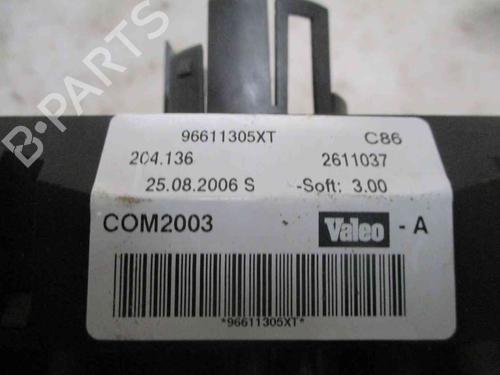 B-PARTS
96611305XT C86
204.136 2611037
25.08.2006 S -Soft: 3.00
COM2003 Valeo - A
*96611305XT*